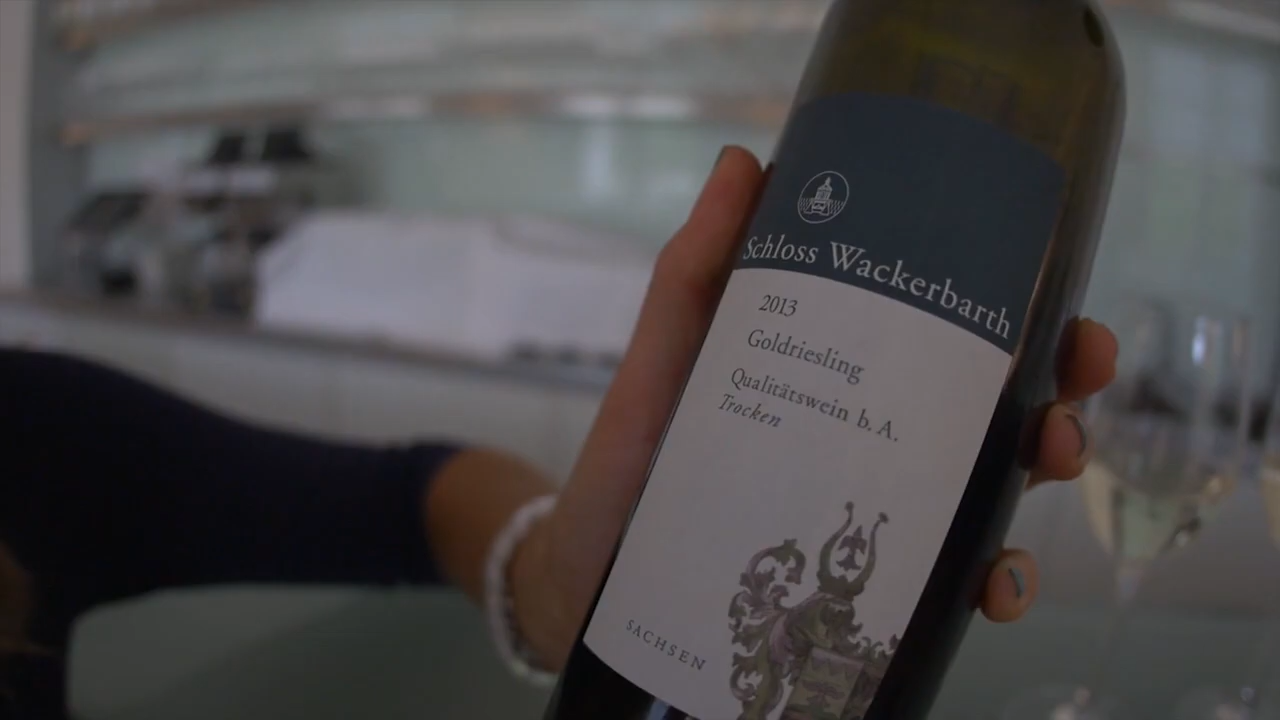 Schloss Wackerbarth
2013
Goldriesling
Qualitätswein b. A.
Trocken
SACHSEN